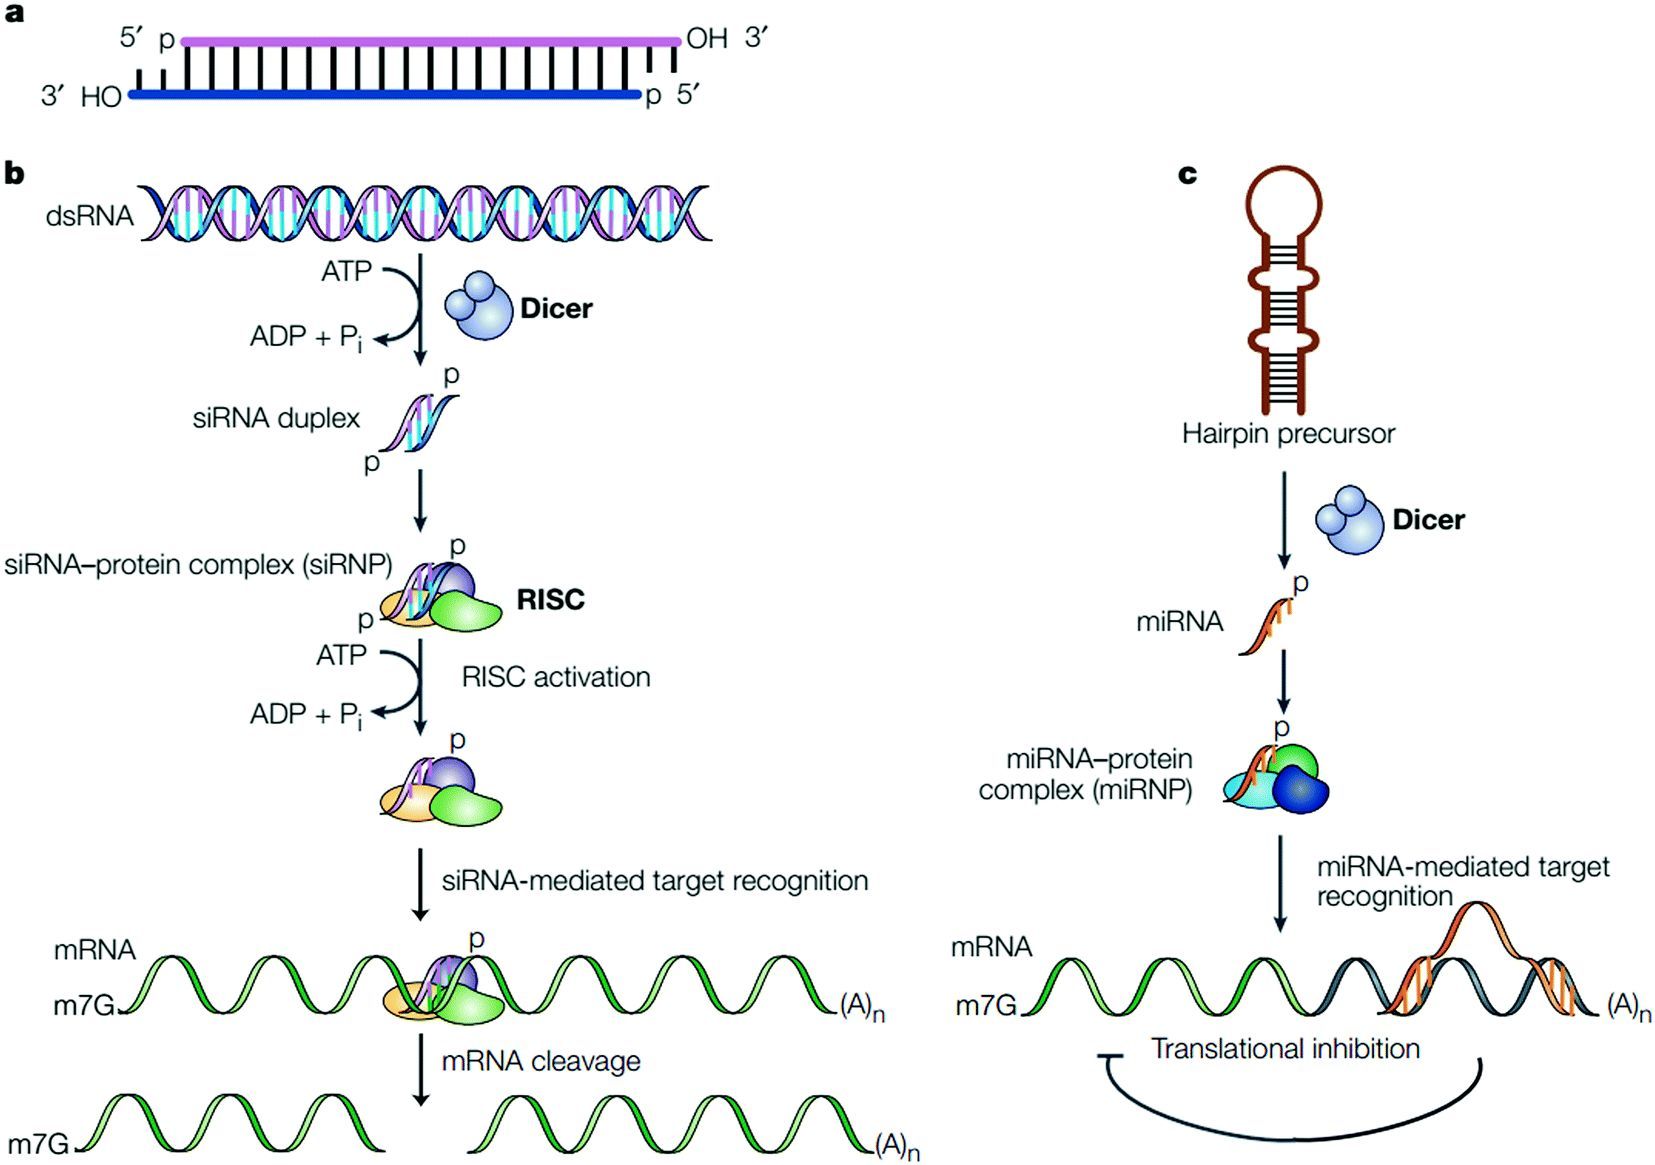 a
5′ p OH 3′
3′ HO p 5′
b
dsRNA
ATP
Dicer
ADP + Pi
p
siRNA duplex
p
p
siRNA–protein complex (siRNP)
RISC
p
ATP
RISC activation
ADP + Pi
p
siRNA-mediated target recognition
p
mRNA
m7G (A)n
mRNA cleavage
m7G (A)n
c
Hairpin precursor
Dicer
p
miRNA
p
miRNA–protein
complex (miRNP)
miRNA-mediated target
recognition
mRNA
m7G (A)n
Translational inhibition